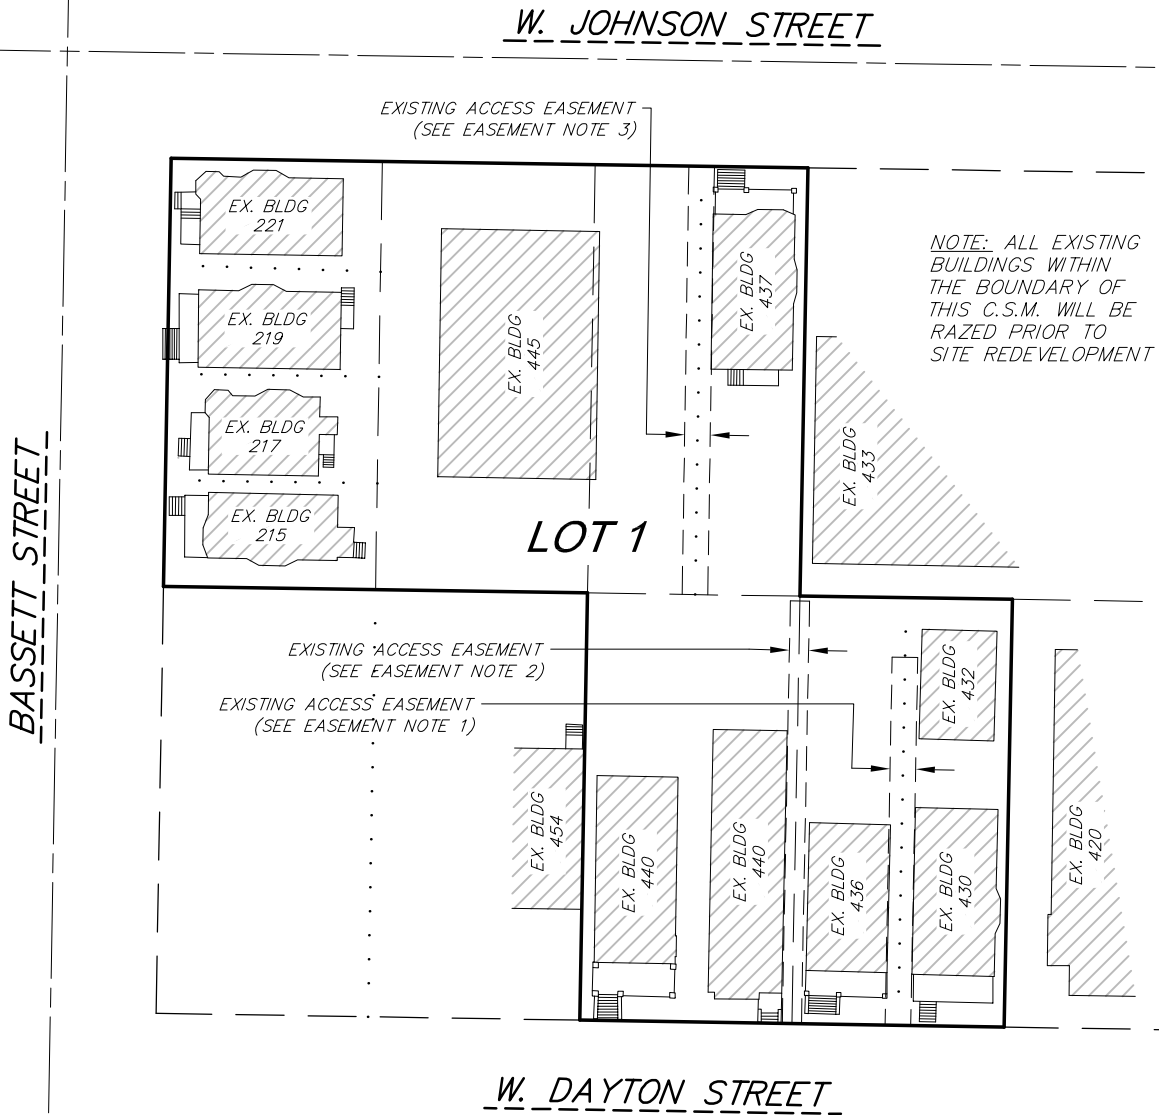 W. JOHNSON STREET
EXISTING ACCESS EASEMENT
(SEE EASEMENT NOTE 3)
EX. BLDG
221
EX. BLDG
219
EX. BLDG
217
EX. BLDG
215
EX. BLDG
445
EX. BLDG
437
NOTE: ALL EXISTING
BUILDINGS WITHIN
THE BOUNDARY OF
THIS C.S.M. WILL BE
RAZED PRIOR TO
SITE REDEVELOPMENT
EX. BLDG
433
LOT 1
BASSETT STREET
EXISTING ACCESS EASEMENT
(SEE EASEMENT NOTE 2)
EXISTING ACCESS EASEMENT
(SEE EASEMENT NOTE 1)
EX. BLDG
432
EX. BLDG
454
EX. BLDG
440
EX. BLDG
440
EX. BLDG
436
EX. BLDG
430
EX. BLDG
420
W. DAYTON STREET